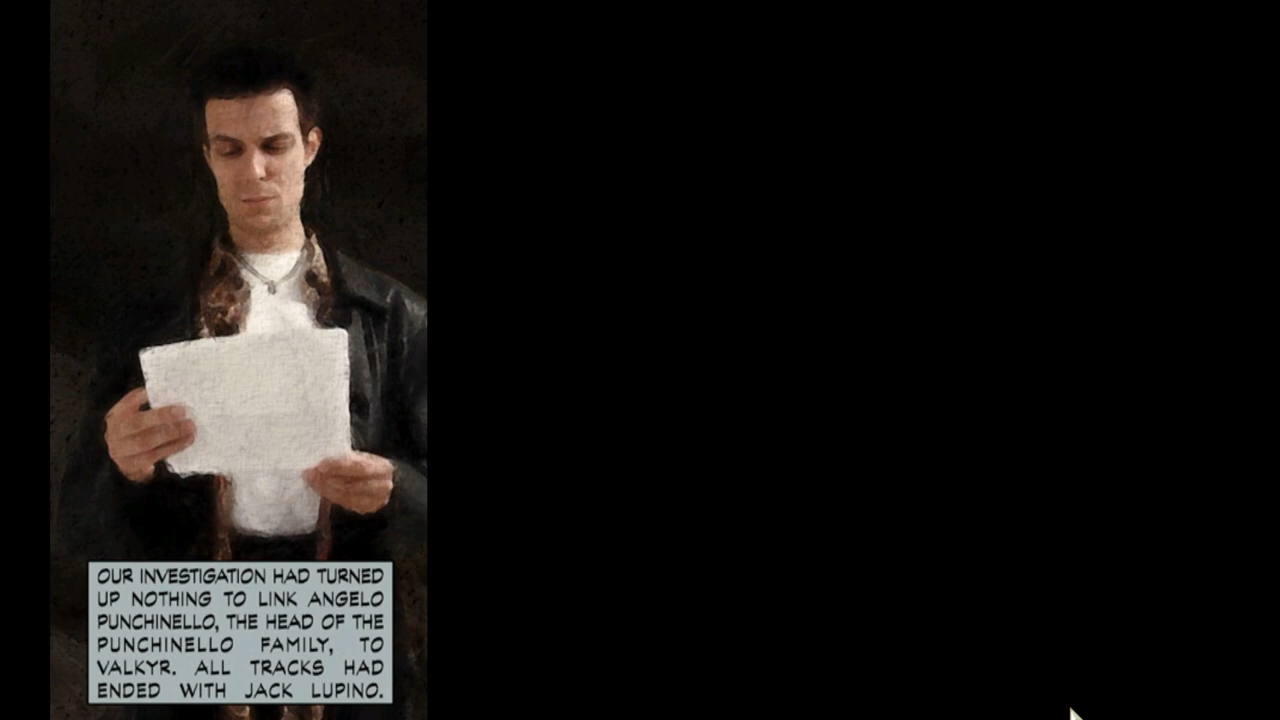 OUR INVESTIGATION HAD TURNED
UP NOTHING TO LINK ANGELO
PUNCHINELLO, THE HEAD OF THE
PUNCHINELLO FAMILY, TO
VALKYR. ALL TRACKS HAD
ENDED WITH JACK LUPINO.